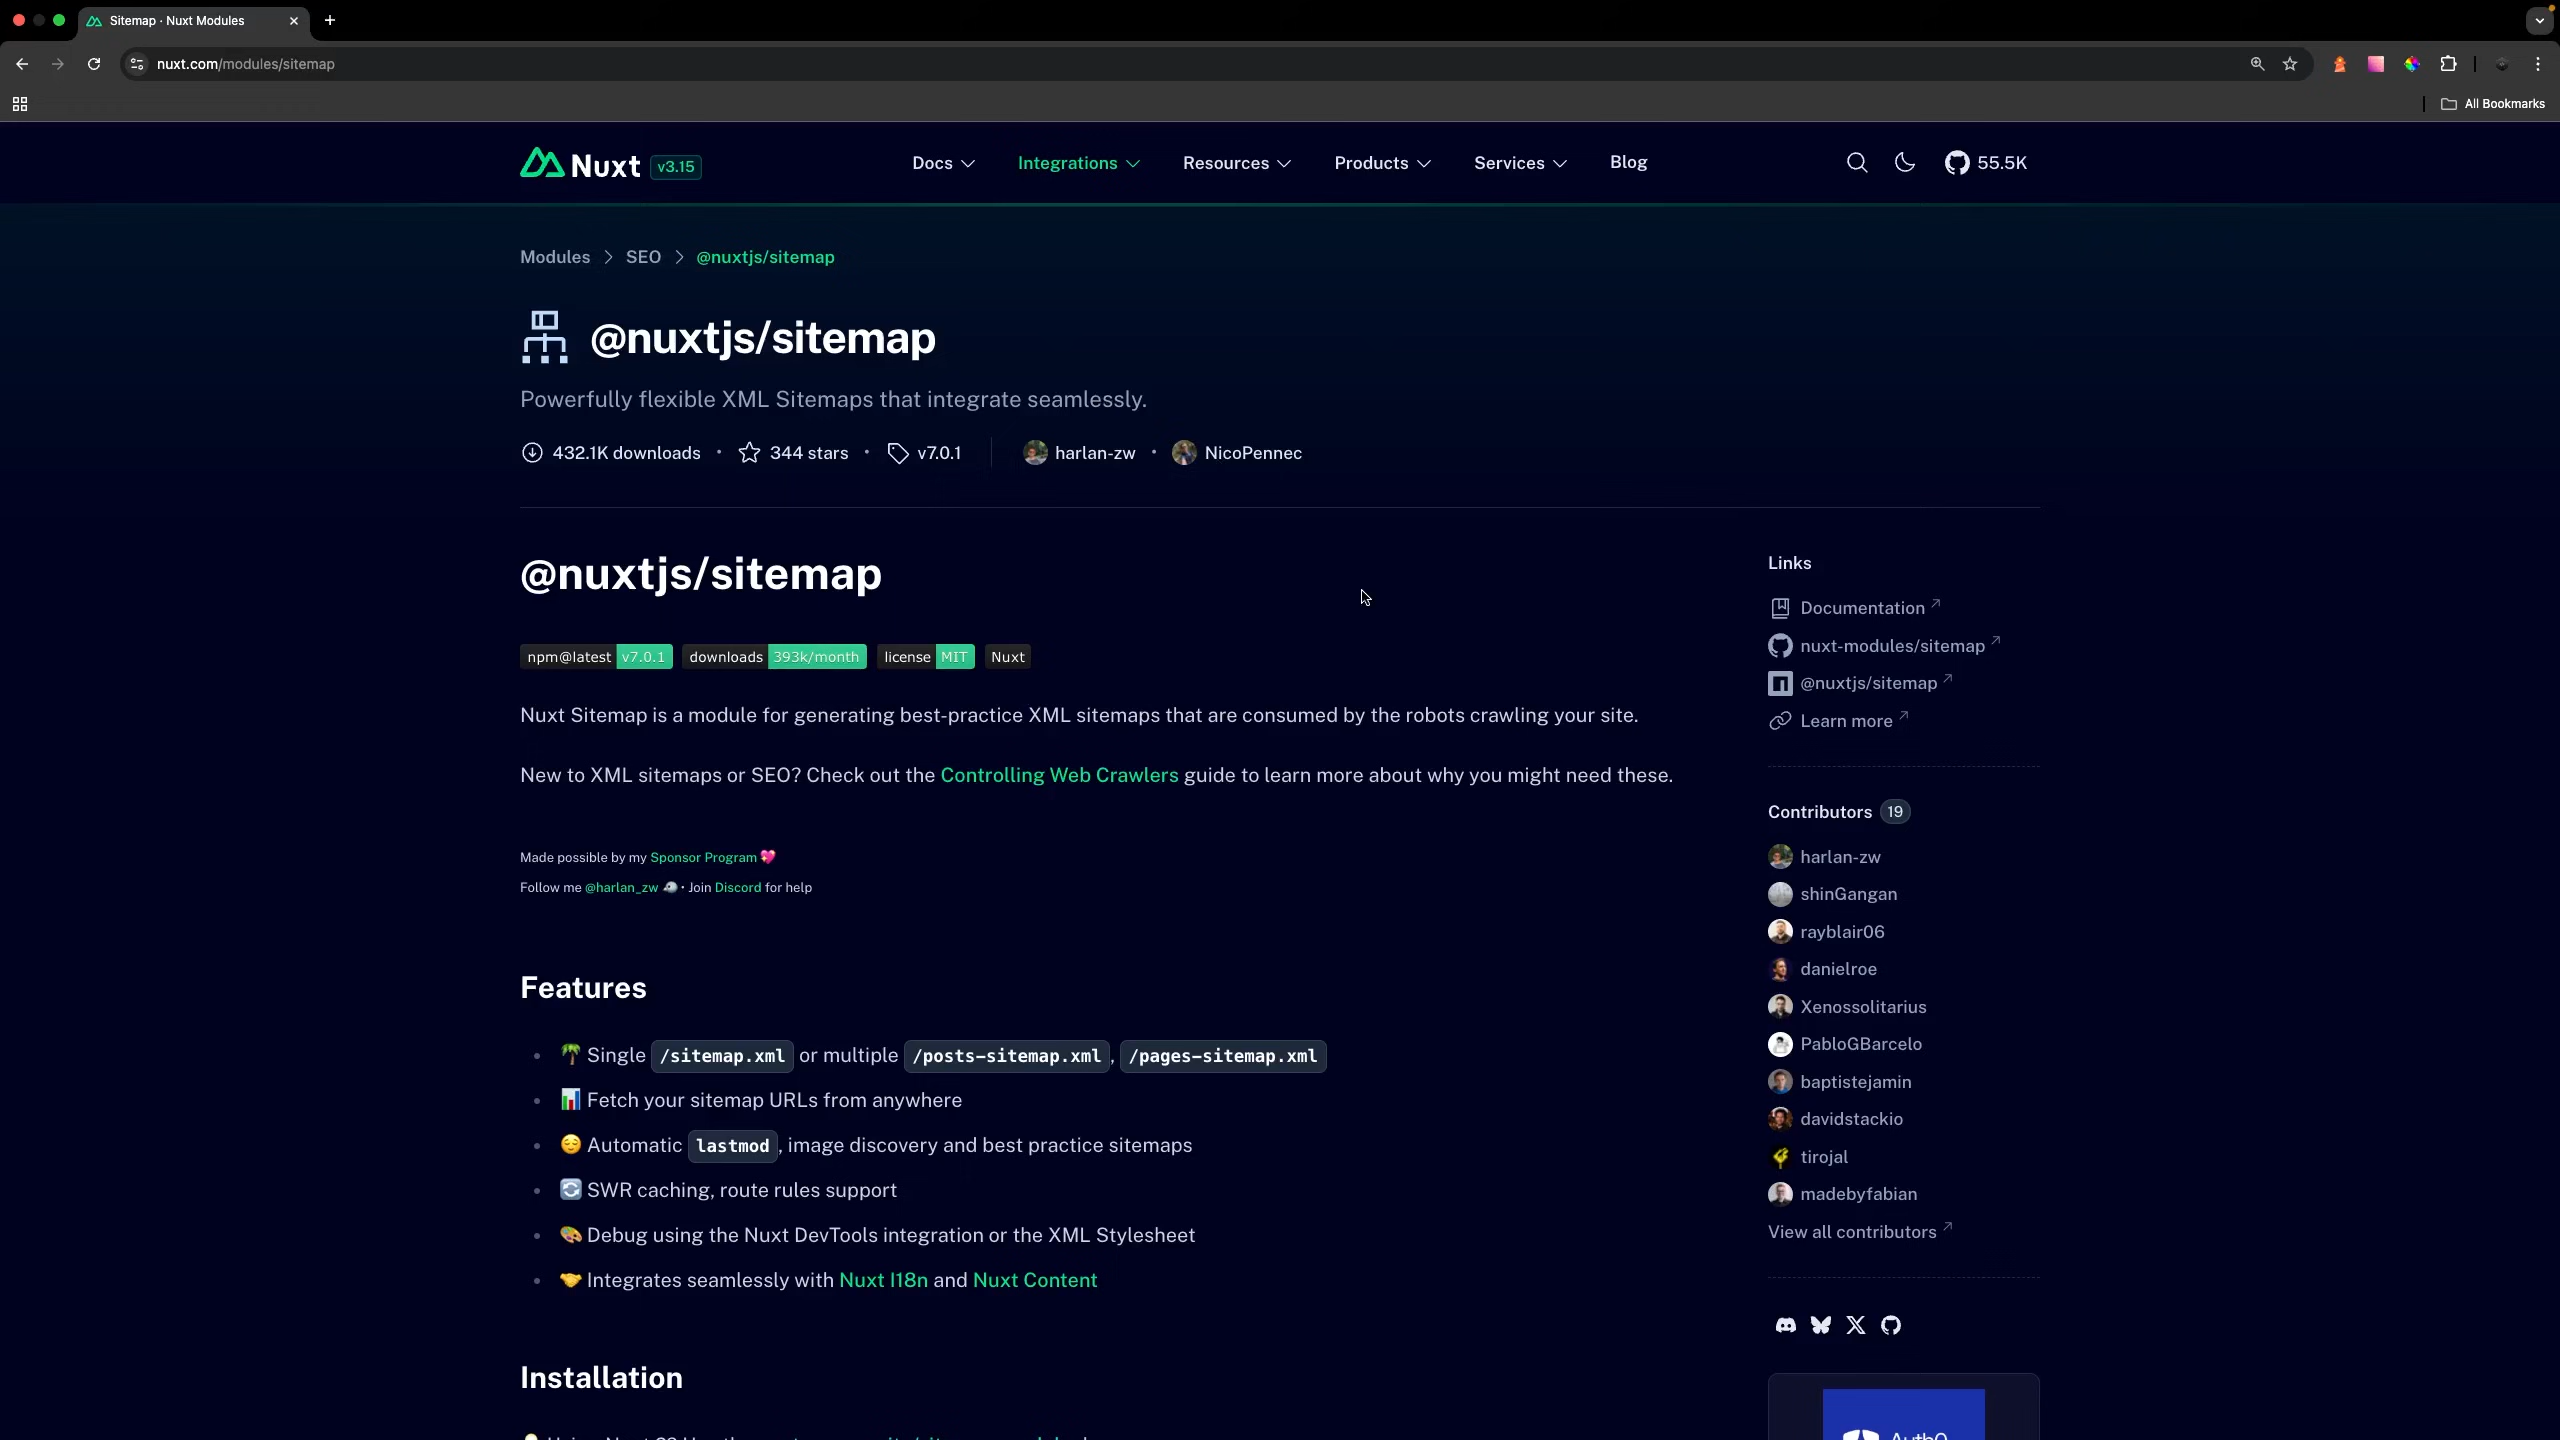 Sitemap · Nuxt Modules
nuxt.com/modules/sitemap
All Bookmarks
Nuxt v3.15
Docs
Integrations
Resources
Products
Services
Blog
55.5K
Modules > SEO > @nuxtjs/sitemap
@nuxtjs/sitemap
Powerfully flexible XML Sitemaps that integrate seamlessly.
432.1K downloads • 344 stars • v7.0.1 harlan-zw • NicoPennec
@nuxtjs/sitemap
npm@latest v7.0.1 downloads 393k/month license MIT Nuxt
Nuxt Sitemap is a module for generating best-practice XML sitemaps that are consumed by the robots crawling your site.
New to XML sitemaps or SEO? Check out the Controlling Web Crawlers guide to learn more about why you might need these.
Made possible by my Sponsor Program 💖
Follow me @harlan_zw 🐦 • Join Discord for help
Features
• 🌴 Single /sitemap.xml or multiple /posts-sitemap.xml, /pages-sitemap.xml
• 📊 Fetch your sitemap URLs from anywhere
• 😌 Automatic lastmod, image discovery and best practice sitemaps
• 🔄 SWR caching, route rules support
• 🎨 Debug using the Nuxt DevTools integration or the XML Stylesheet
• 🤝 Integrates seamlessly with Nuxt I18n and Nuxt Content
Installation
Links
Documentation
nuxt-modules/sitemap
@nuxtjs/sitemap
Learn more
Contributors 19
harlan-zw
shinGangan
rayblair06
danielroe
Xenossolitarius
PabloGBarcelo
baptistejamin
davidstackio
tirojal
madebyfabian
View all contributors